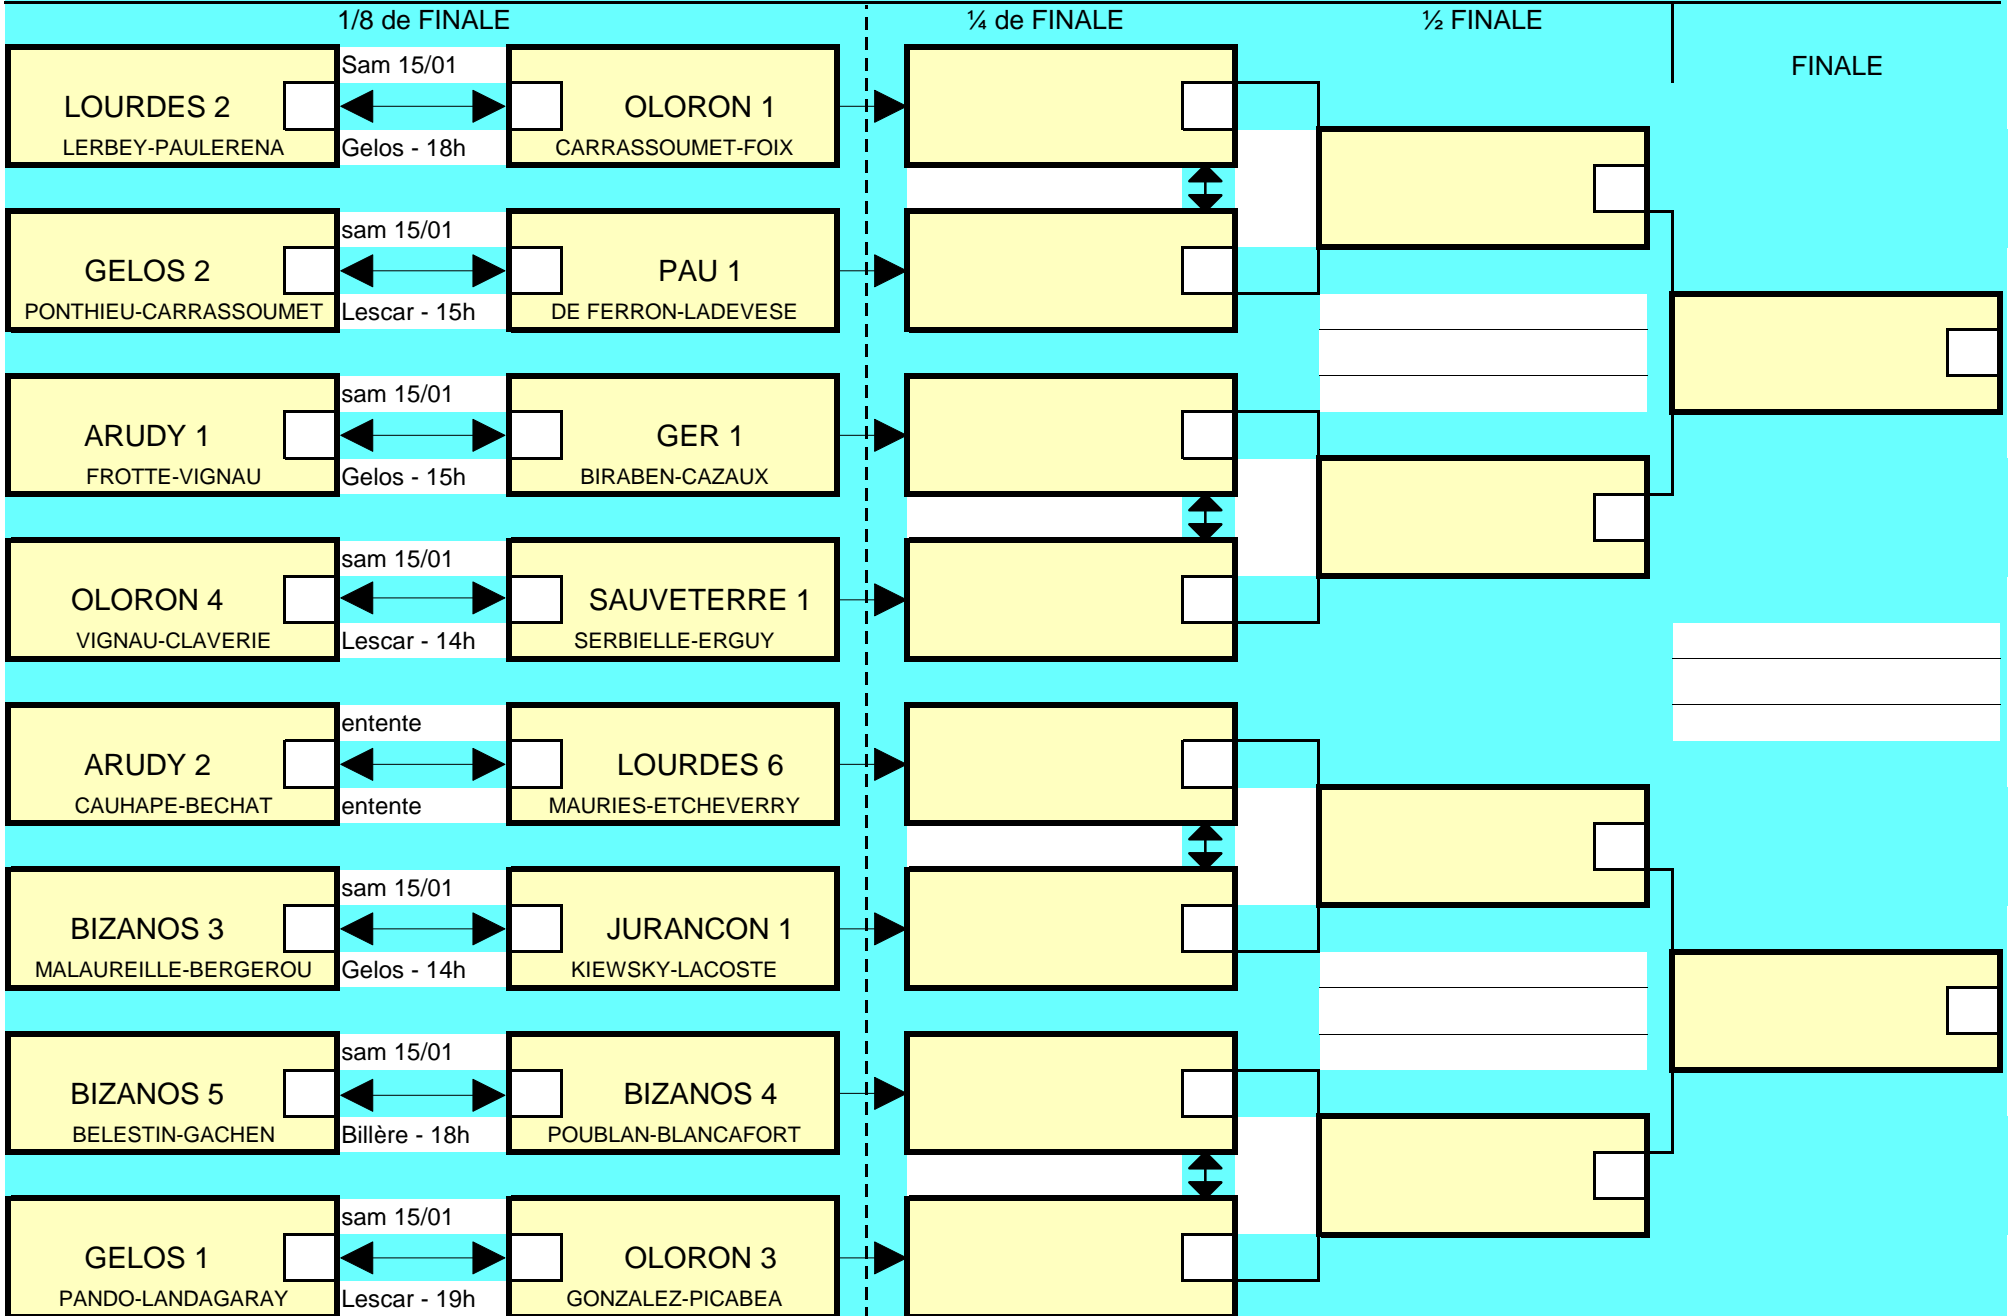 1/8 de FINALE
¼ de FINALE
½ FINALE
FINALE
Sam 15/01
LOURDES 2
OLORON 1
LERBEY-PAULERENA
Gelos - 18h
CARRASSOUMET-FOIX
sam 15/01
GELOS 2
PAU 1
PONTHIEU-CARRASSOUMET
Lescar - 15h
DE FERRON-LADEVESE
sam 15/01
ARUDY 1
GER 1
FROTTE-VIGNAU
Gelos - 15h
BIRABEN-CAZAUX
sam 15/01
OLORON 4
SAUVETERRE 1
VIGNAU-CLAVERIE
Lescar - 14h
SERBIELLE-ERGUY
entente
ARUDY 2
LOURDES 6
CAUHAPE-BECHAT
entente
MAURIES-ETCHEVERRY
sam 15/01
BIZANOS 3
JURANCON 1
MALAUREILLE-BERGEROU
Gelos - 14h
KIEWSKY-LACOSTE
sam 15/01
BIZANOS 5
BIZANOS 4
BELESTIN-GACHEN
Billère - 18h
POUBLAN-BLANCAFORT
sam 15/01
GELOS 1
OLORON 3
PANDO-LANDAGARAY
Lescar - 19h
GONZALEZ-PICABEA